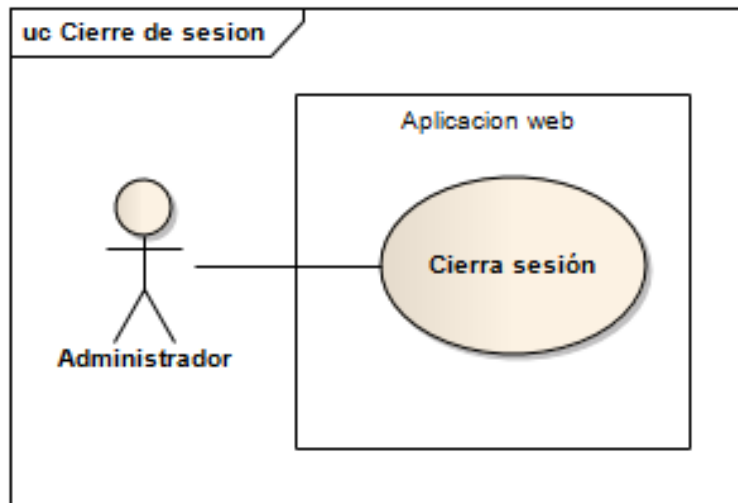 uc Cierre de sesion
Aplicacion web
Cierra sesión
Administrador